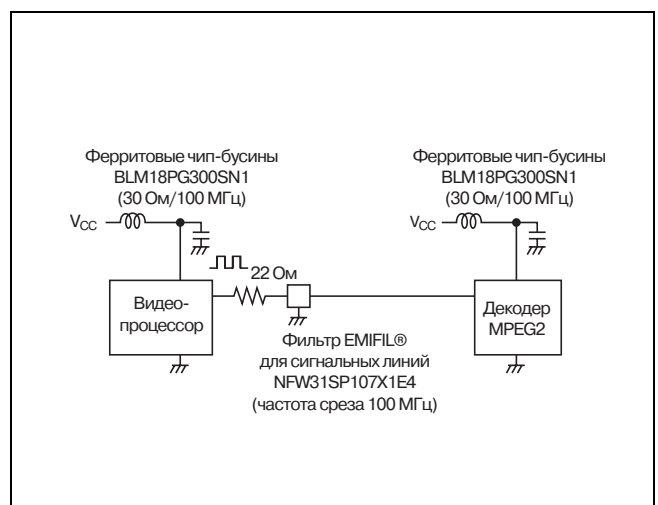 Ферритовые чип-бусины
BLM18PG300SN1
(30 Ом/100 МГц)
VCC
Ферритовые чип-бусины
BLM18PG300SN1
(30 Ом/100 МГц)
VCC
22 Ом
Видео-
процессор
Декодер
MPEG2
Фильтр EMIFIL®
для сигнальных линий
NFW31SP107X1E4
(частота среза 100 МГц)